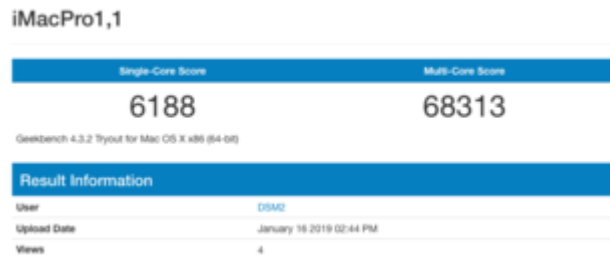 iMacPro1,1
Single-Core Score Multi-Core Score
6188 68313
Geekbench 4.3.2 Tryout for Mac OS X x86 (64-bit)
Result Information
User DSM2
Upload Date January 16 2019 02:44 PM
Views 4